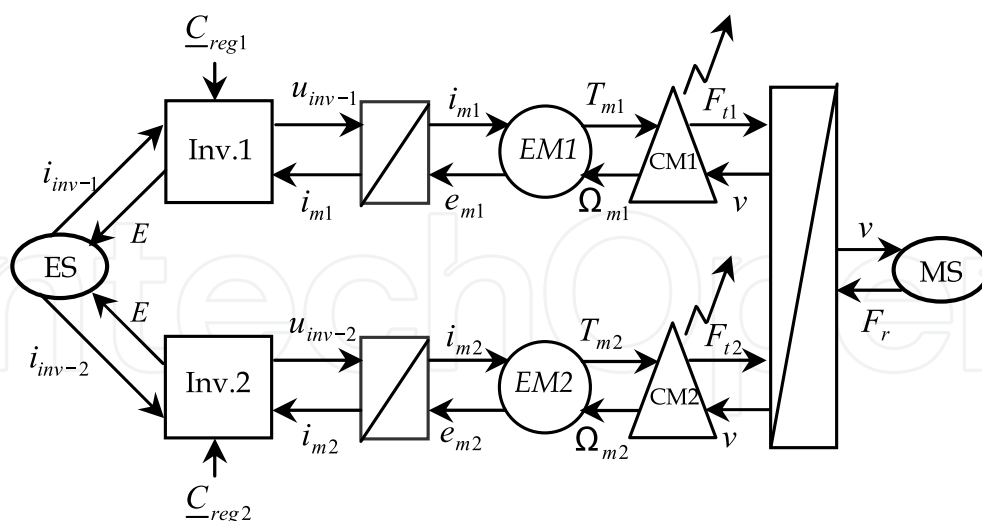 C_reg1
u_inv-1
i_m1
T_m1
F_t1
Inv.1
EM1
CM1
i_inv-1
i_m1
e_m1
Ω_m1
v
E
ES
v
MS
E
F_r
i_inv-2
u_inv-2
i_m2
T_m2
F_t2
Inv.2
EM2
CM2
i_m2
e_m2
Ω_m2
v
C_reg2
ntechOpe